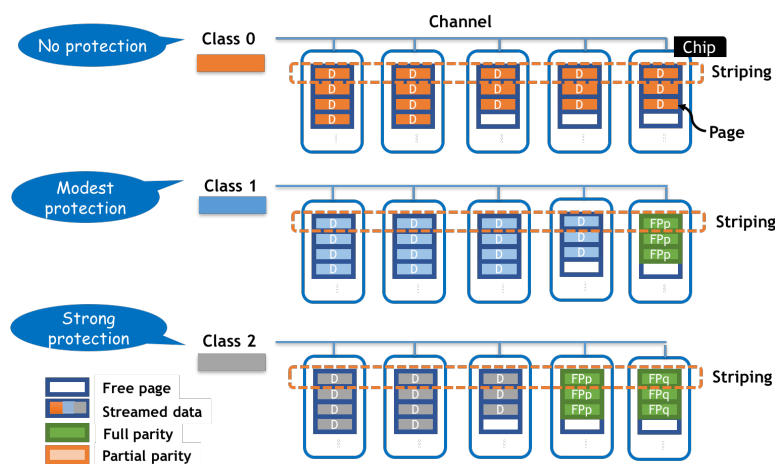 Channel
No protection
Class 0
Chip
D D D D D
Striping
D D D D D
D D D D D
D D
Page
Modest
protection
Class 1
D D D D FPp
Striping
D D D D FPp
D D D D FPp
D D D
Strong
protection
Class 2
D D D FPp FPq
Striping
D D D FPp FPq
D D D FPp FPq
D D
Free page
Streamed data
Full parity
Partial parity